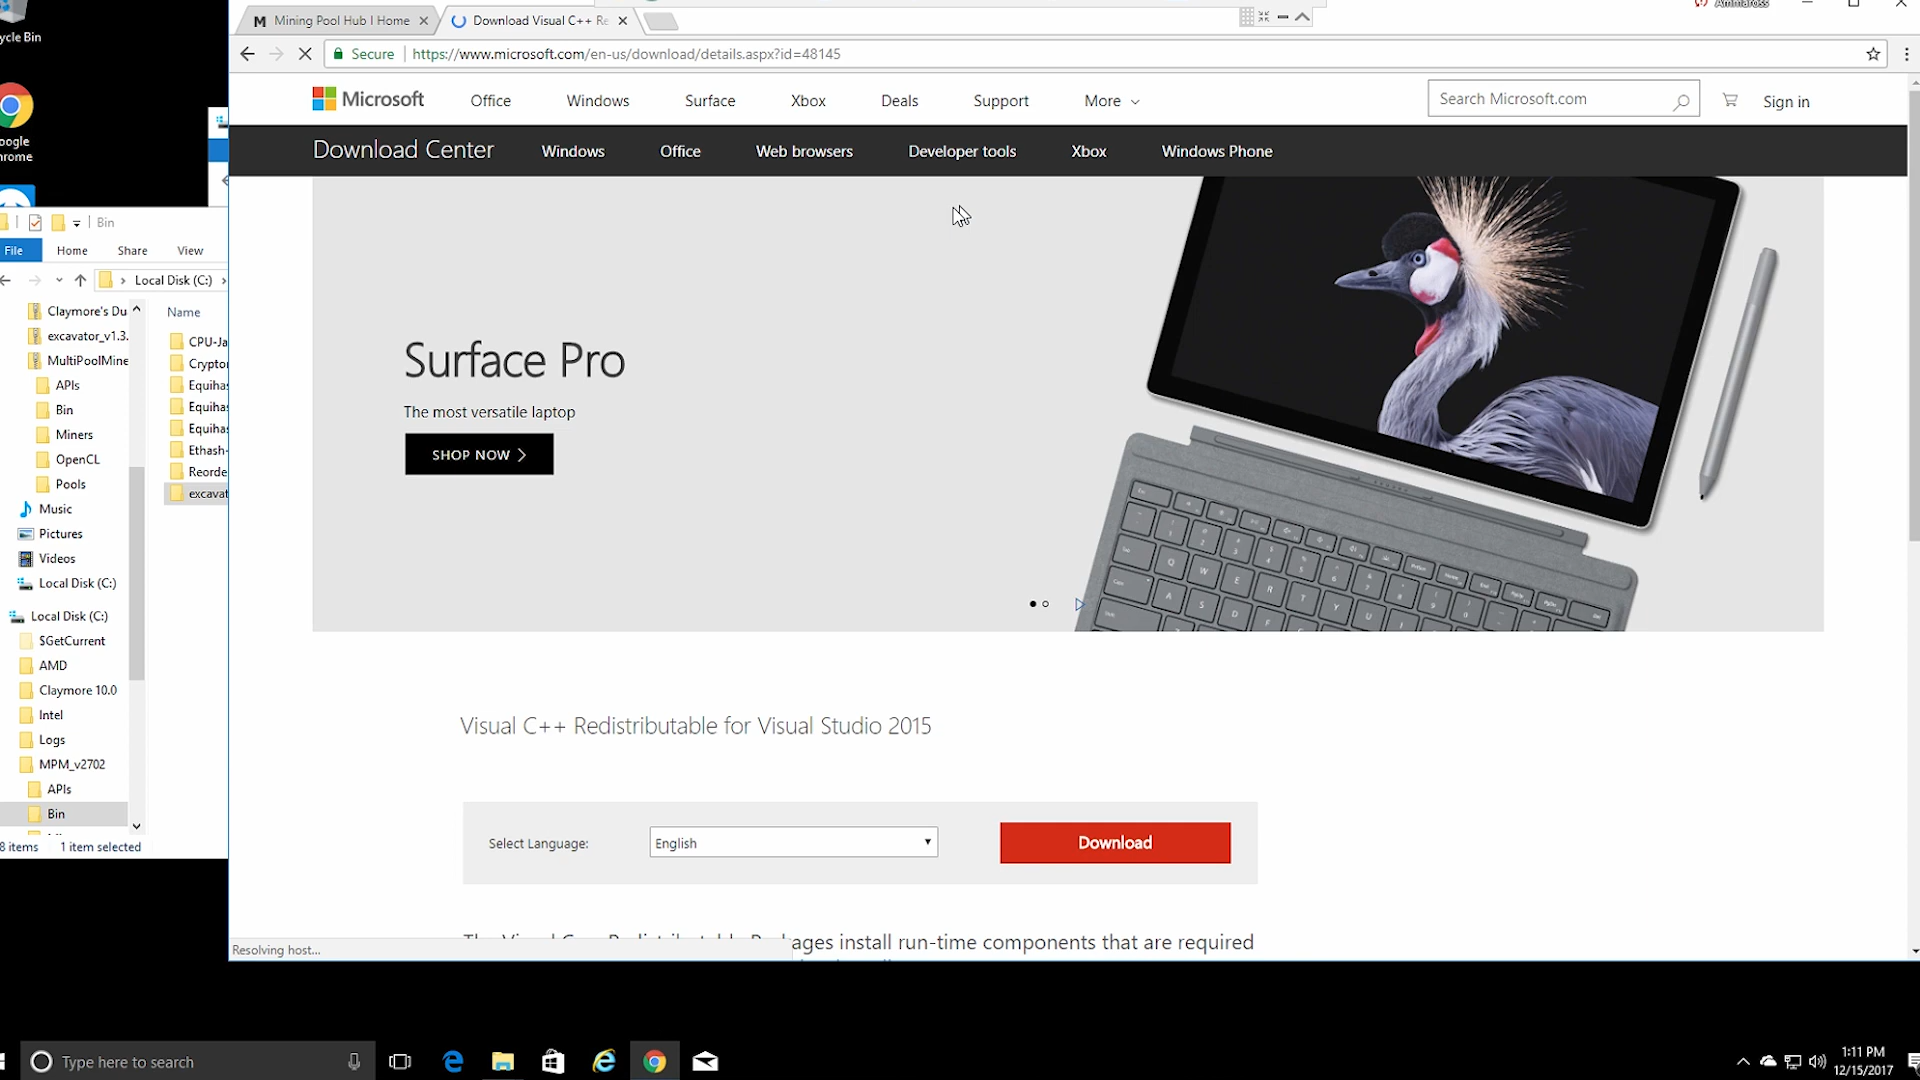 ycle Bin
oogle
hrome
M Mining Pool Hub I Home
Download Visual C++ Re
Secure
https://www.microsoft.com/en-us/download/details.aspx?id=48145
Microsoft
Office
Windows
Surface
Xbox
Deals
Support
More
Search Microsoft.com
Sign in
Download Center
Windows
Office
Web browsers
Developer tools
Xbox
Windows Phone
Surface Pro
The most versatile laptop
SHOP NOW
Visual C++ Redistributable for Visual Studio 2015
Select Language:
English
Download
ages install run-time components that are required
Resolving host...
Bin
File
Home
Share
View
Local Disk (C:)
Name
Claymore's Du
excavator_v1.3.
MultiPoolMine
APIs
Bin
Miners
OpenCL
Pools
Music
Pictures
Videos
Local Disk (C:)
Local Disk (C:)
$GetCurrent
AMD
Claymore 10.0
Intel
Logs
MPM_v2702
APIs
Bin
CPU-Ja
Crypto
Equihas
Equihas
Equihas
Ethash-
Reorde
excavat
8 items
1 item selected
Type here to search
1:11 PM
12/15/2017